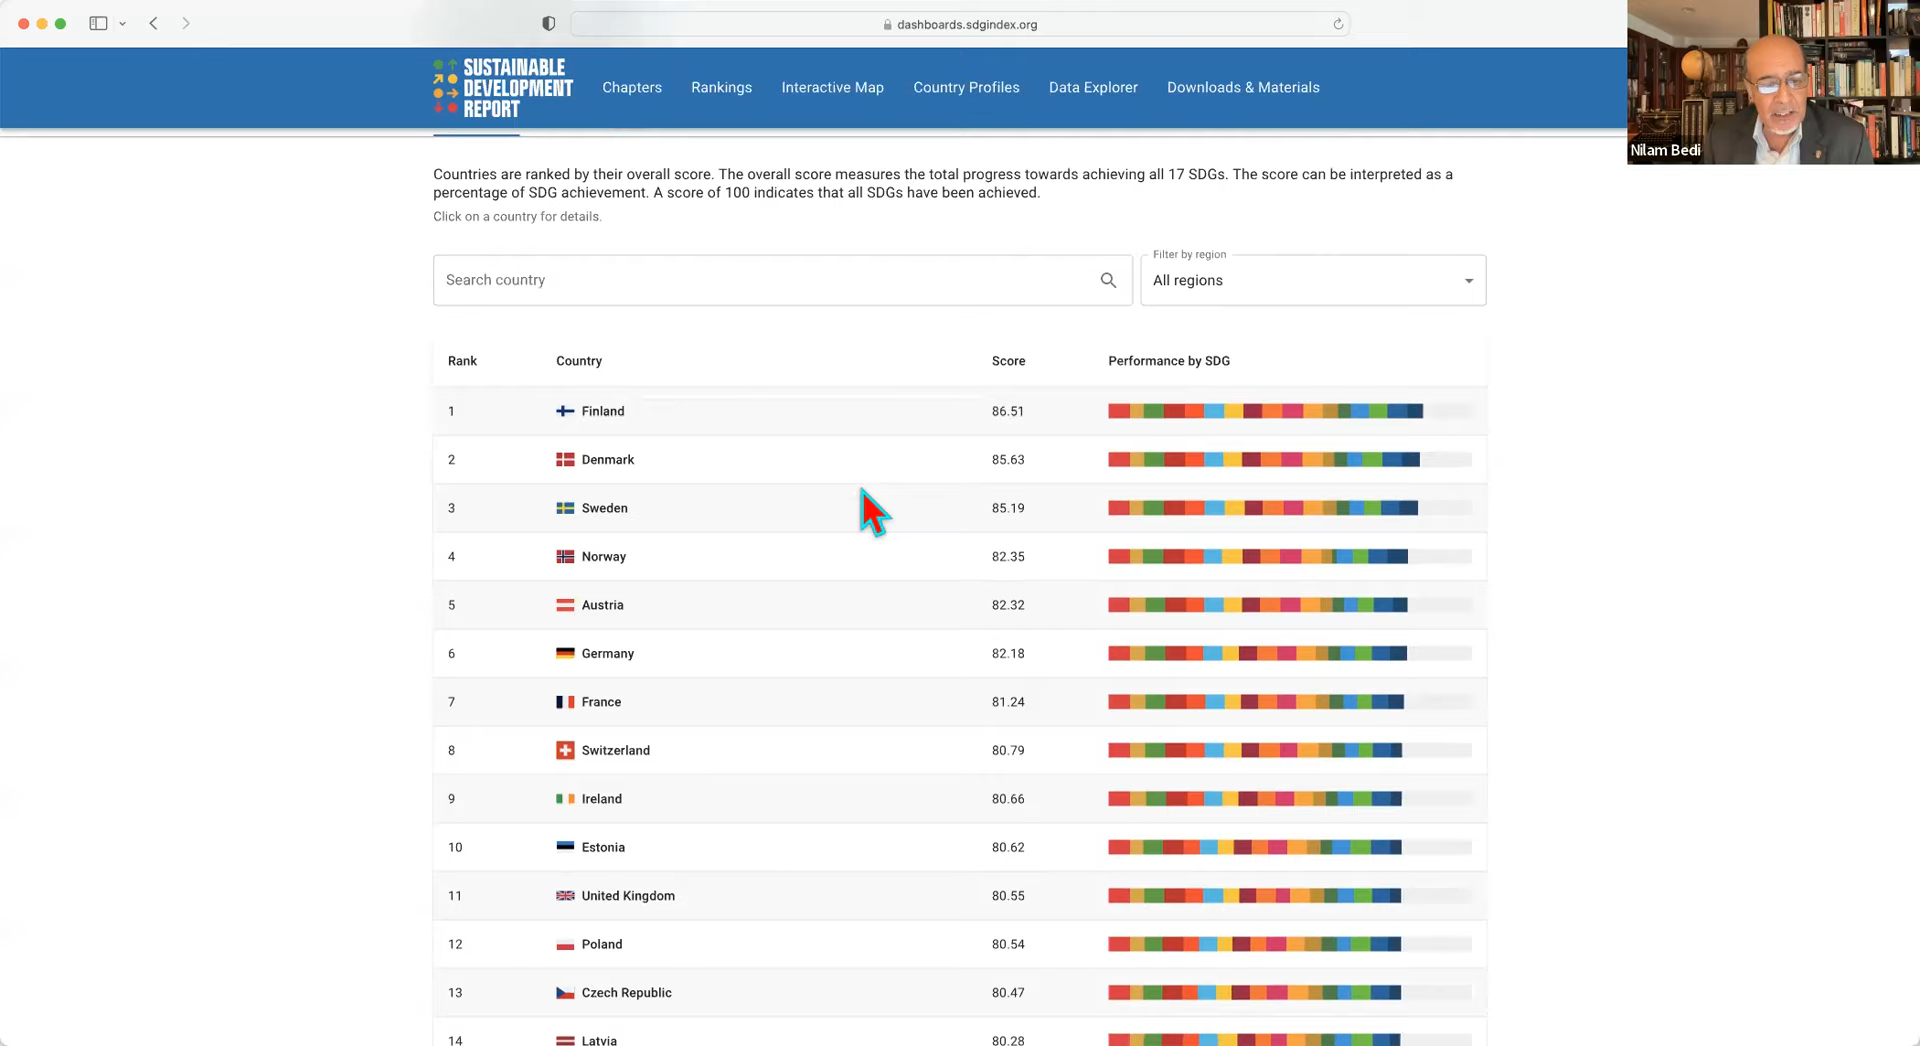 dashboards.sdgindex.org
SUSTAINABLE
DEVELOPMENT
REPORT
Chapters
Rankings
Interactive Map
Country Profiles
Data Explorer
Downloads & Materials
Nilam Bedi
Countries are ranked by their overall score. The overall score measures the total progress towards achieving all 17 SDGs. The score can be interpreted as a
percentage of SDG achievement. A score of 100 indicates that all SDGs have been achieved.
Click on a country for details.
Search country
Filter by region
All regions
Rank Country Score Performance by SDG
1 Finland 86.51
2 Denmark 85.63
3 Sweden 85.19
4 Norway 82.35
5 Austria 82.32
6 Germany 82.18
7 France 81.24
8 Switzerland 80.79
9 Ireland 80.66
10 Estonia 80.62
11 United Kingdom 80.55
12 Poland 80.54
13 Czech Republic 80.47
14 Latvia 80.28